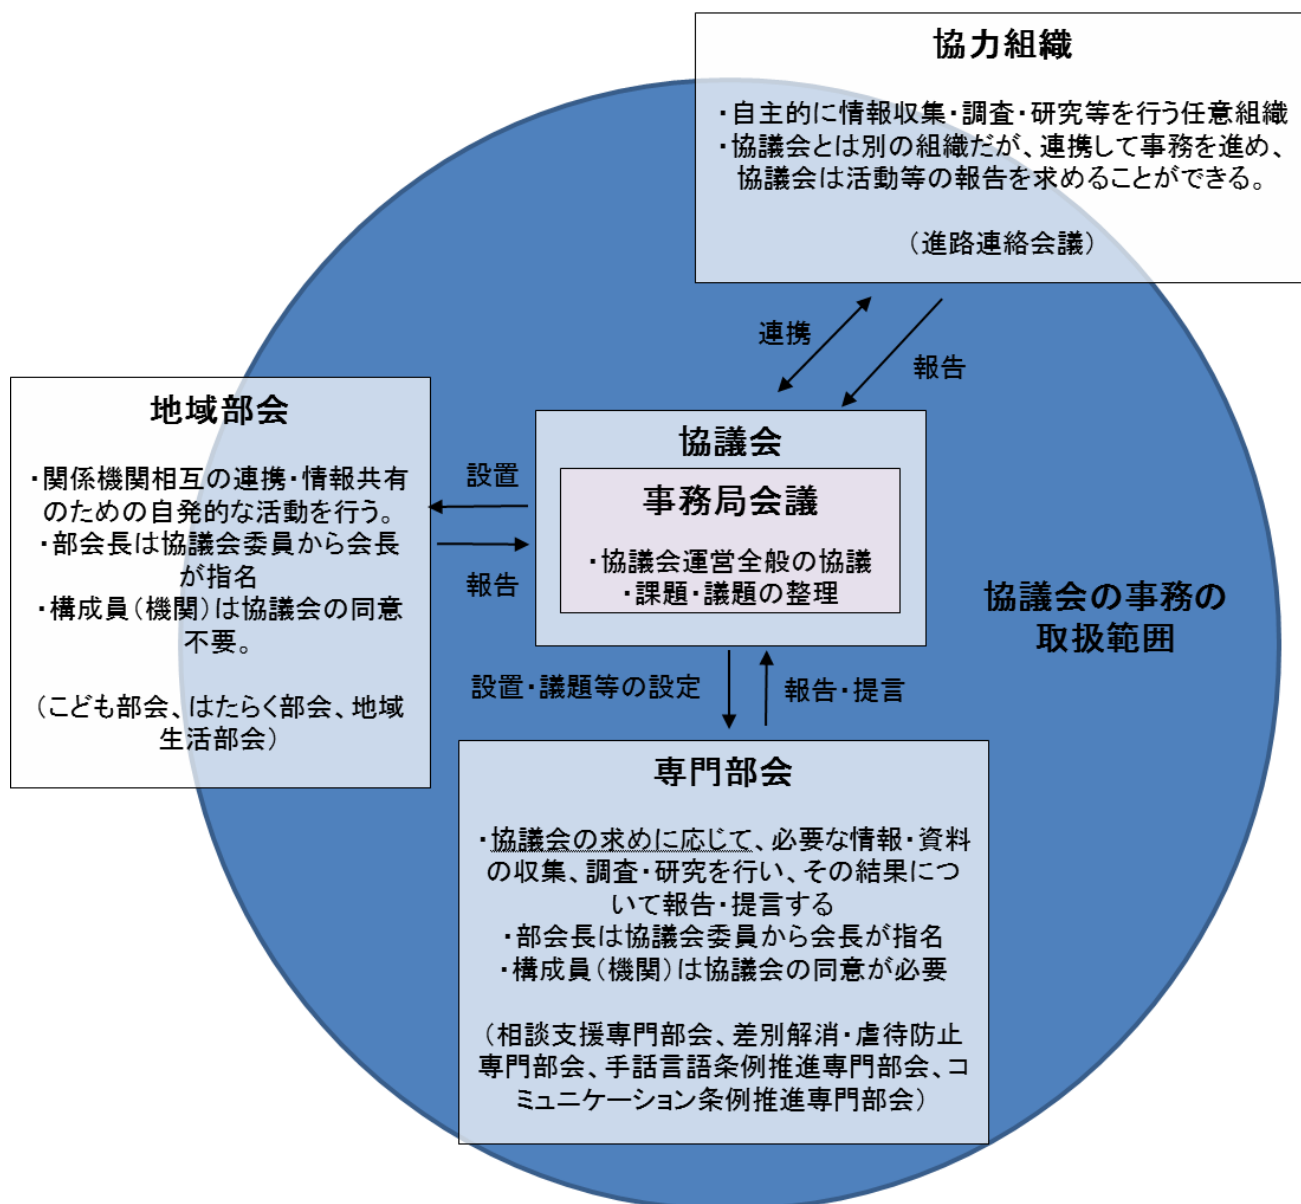 協力組織
・自主的に情報収集・調査・研究等を行う任意組織
・協議会とは別の組織だが、連携して事務を進め、
協議会は活動等の報告を求めることができる。
（進路連絡会議）
連携
報告
地域部会
・関係機関相互の連携・情報共有
のための自発的な活動を行う。
・部会長は協議会委員から会長
が指名
・構成員（機関）は協議会の同意
不要。
（こども部会、はたらく部会、地域
生活部会）
設置
報告
協議会
事務局会議
・協議会運営全般の協議
・課題・議題の整理
協議会の事務の
取扱範囲
設置・議題等の設定
報告・提言
専門部会
・協議会の求めに応じて、必要な情報・資料
の収集、調査・研究を行い、その結果につ
いて報告・提言する
・部会長は協議会委員から会長が指名
・構成員（機関）は協議会の同意が必要
（相談支援専門部会、差別解消・虐待防止
専門部会、手話言語条例推進専門部会、コ
ミュニケーション条例推進専門部会）